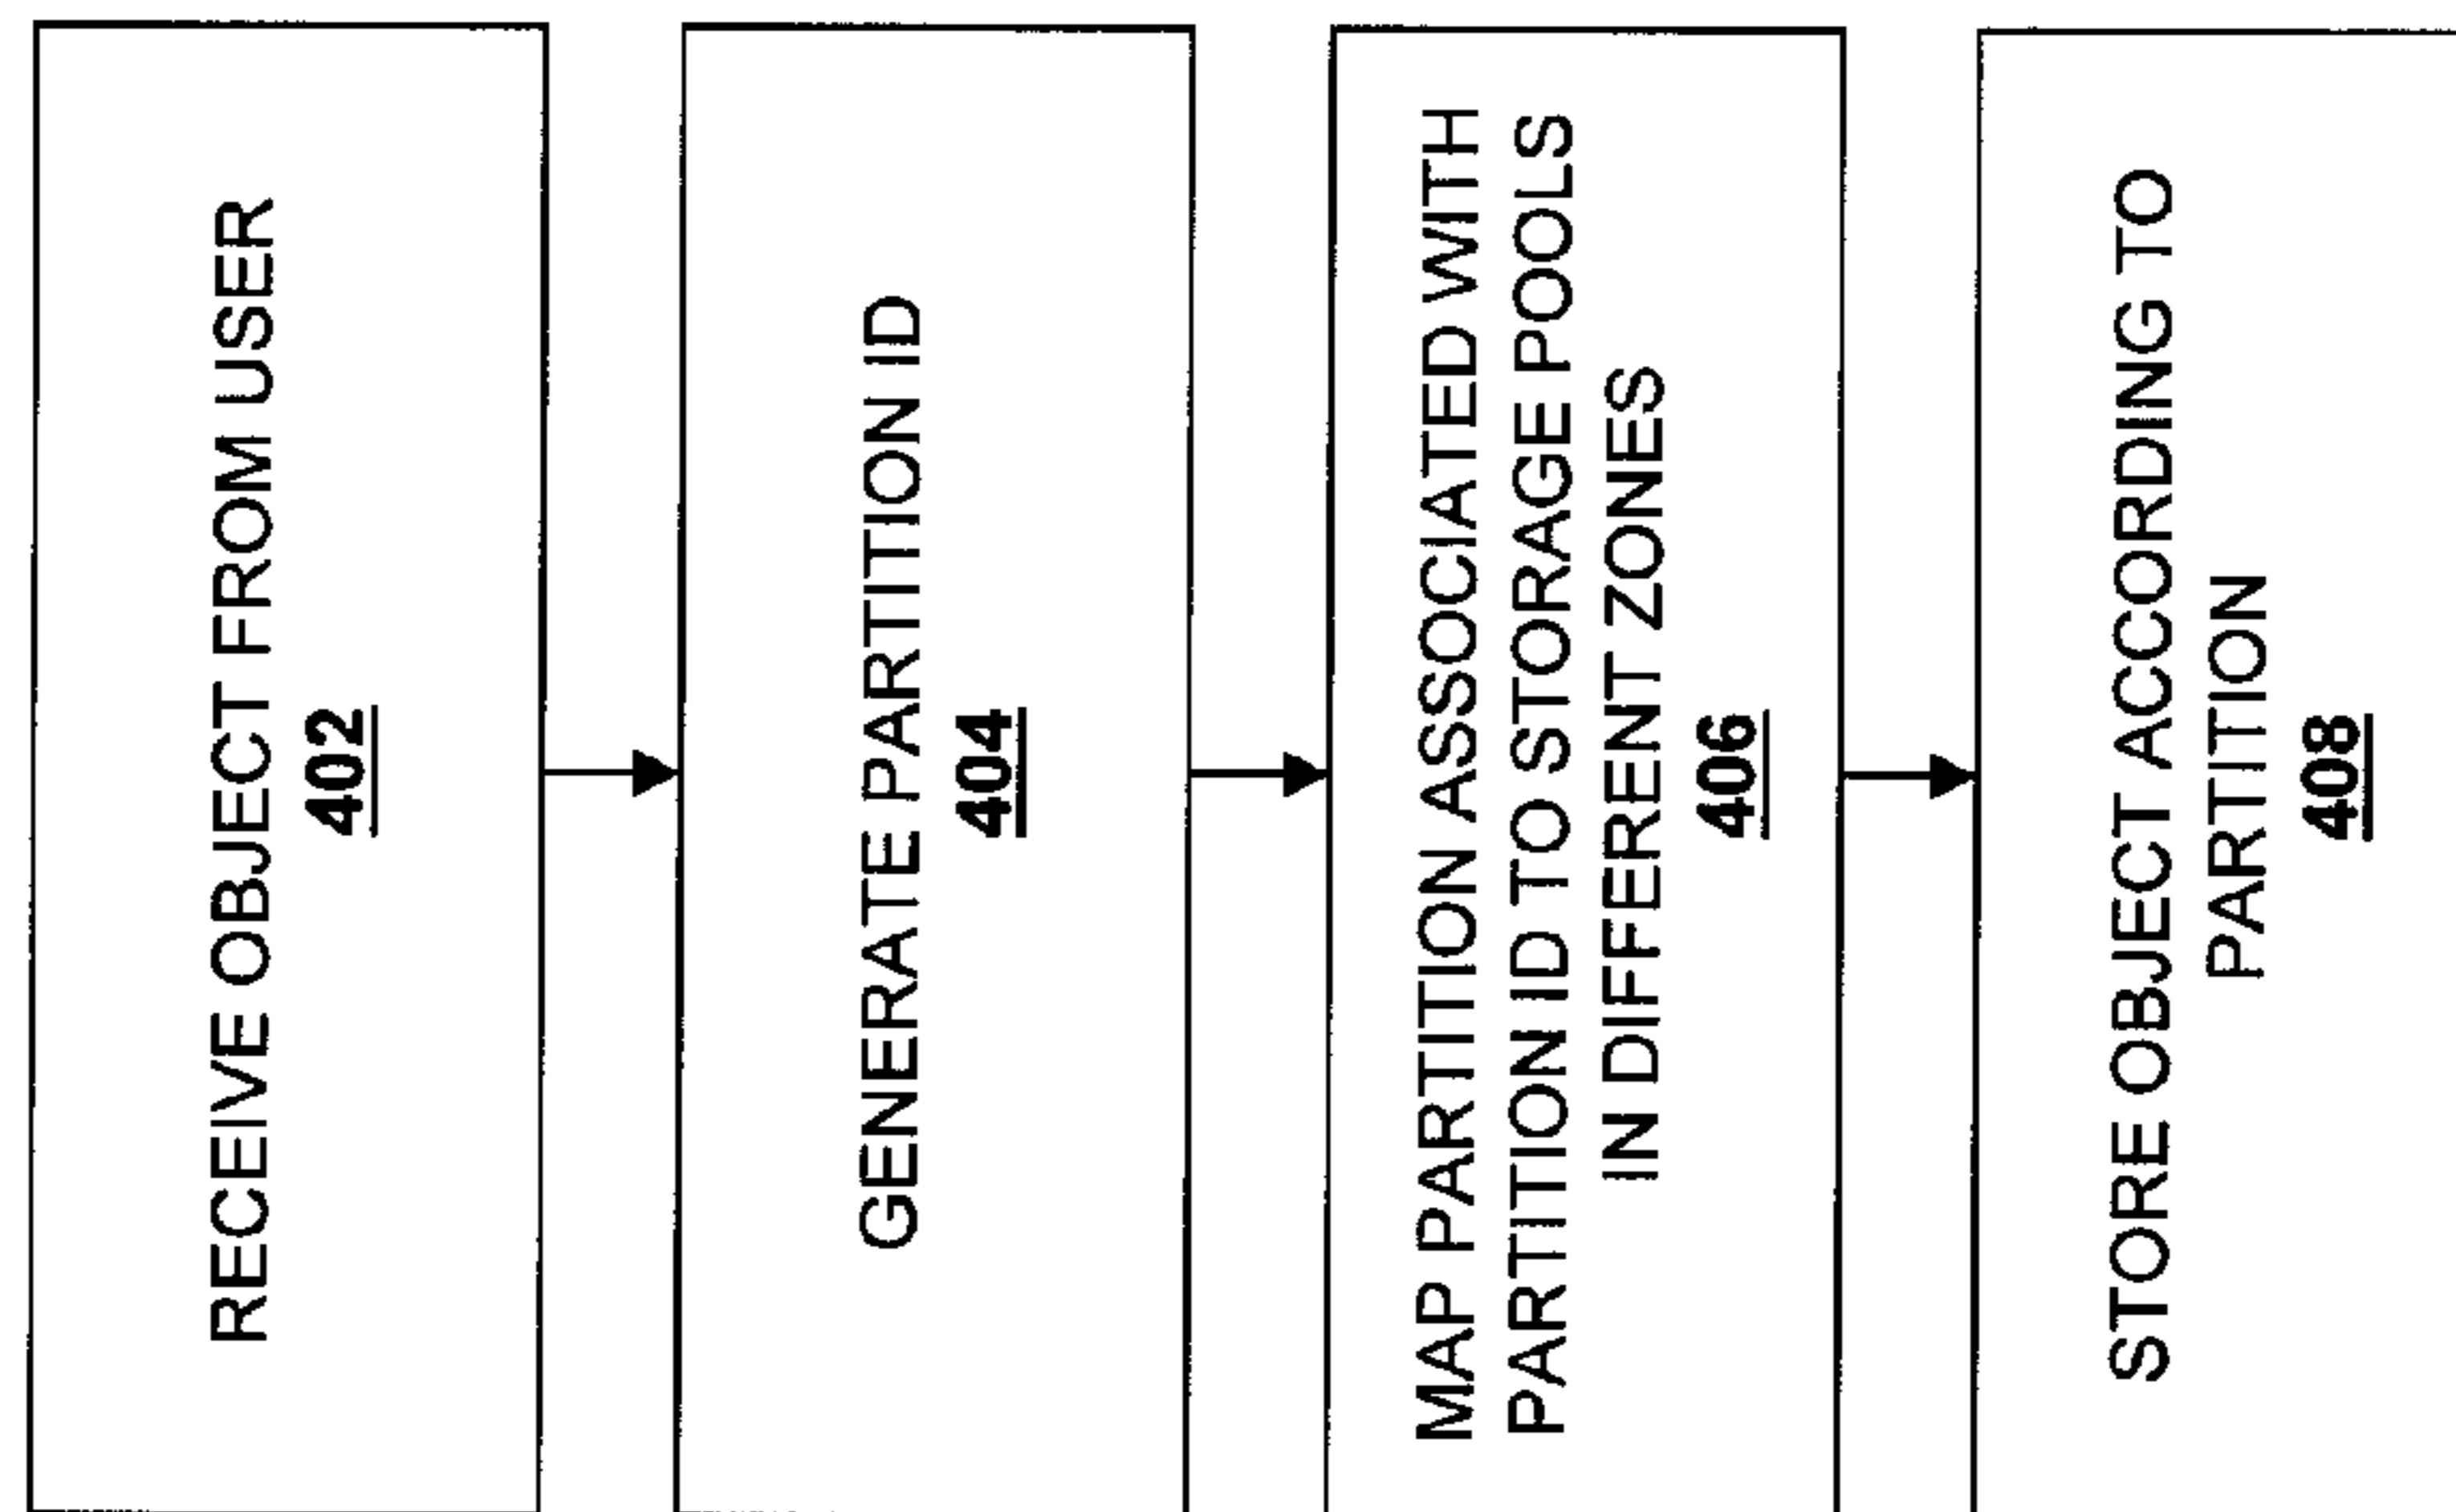 RECEIVE OBJECT FROM USER
402
GENERATE PARTITION ID
404
MAP PARTITION ASSOCIATED WITH
PARTITION ID TO STORAGE POOLS
IN DIFFERENT ZONES
406
STORE OBJECT ACCORDING TO
PARTITION
408